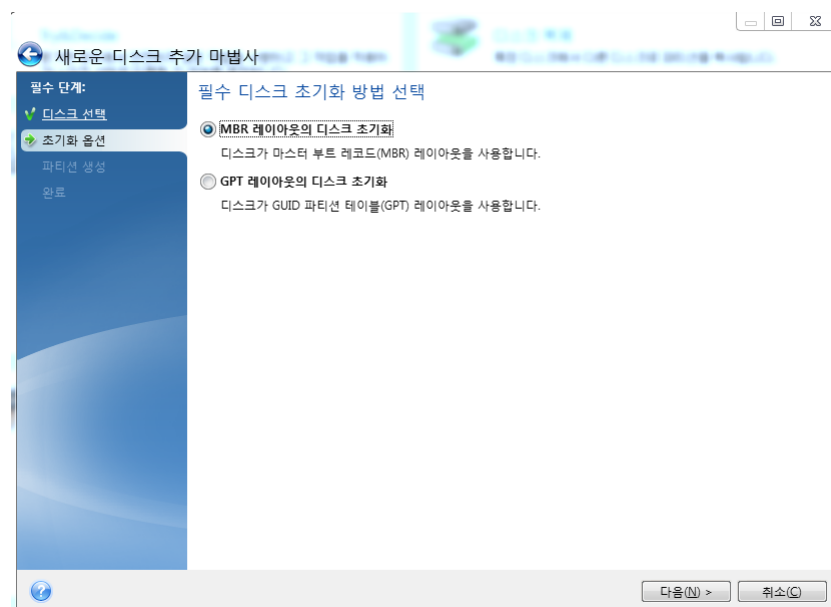 새로운 디스크 추가 마법사
필수 단계:
디스크 선택
초기화 옵션
파티션 생성
완료
필수 디스크 초기화 방법 선택
MBR 레이아웃의 디스크 초기화
디스크가 마스터 부트 레코드(MBR) 레이아웃을 사용합니다.
GPT 레이아웃의 디스크 초기화
디스크가 GUID 파티션 테이블(GPT) 레이아웃을 사용합니다.
다음(N) >
취소(C)